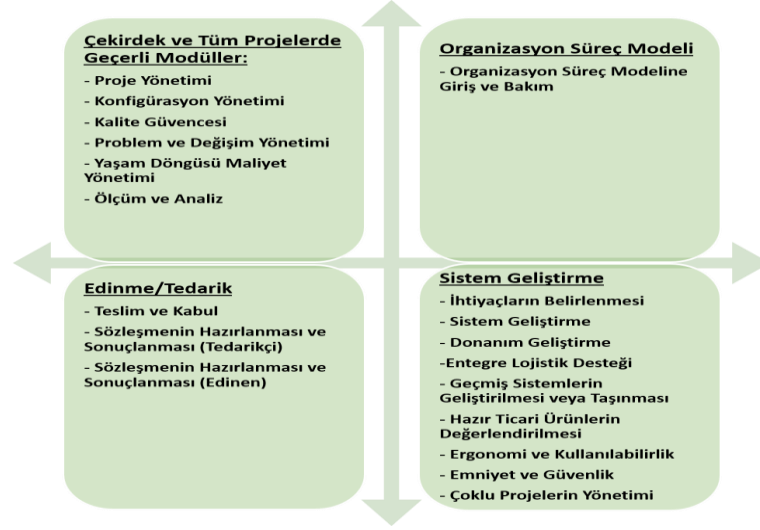 Çekirdek ve Tüm Projelerde
Geçerli Modüller:
- Proje Yönetimi
- Konfigürasyon Yönetimi
- Kalite Güvencesi
- Problem ve Değişim Yönetimi
- Yaşam Döngüsü Maliyet
Yönetimi
- Ölçüm ve Analiz
Organizasyon Süreç Modeli
- Organizasyon Süreç Modeline
Giriş ve Bakım
Edinme/Tedarik
- Teslim ve Kabul
- Sözleşmenin Hazırlanması ve
Sonuçlanması (Tedarikçi)
- Sözleşmenin Hazırlanması ve
Sonuçlanması (Edinen)
Sistem Geliştirme
- İhtiyaçların Belirlenmesi
- Sistem Geliştirme
- Donanım Geliştirme
-Entegre Lojistik Desteği
- Geçmiş Sistemlerin
Geliştirilmesi veya Taşınması
- Hazır Ticari Ürünlerin
Değerlendirilmesi
- Ergonomi ve Kullanılabilirlik
- Emniyet ve Güvenlik
- Çoklu Projelerin Yönetimi